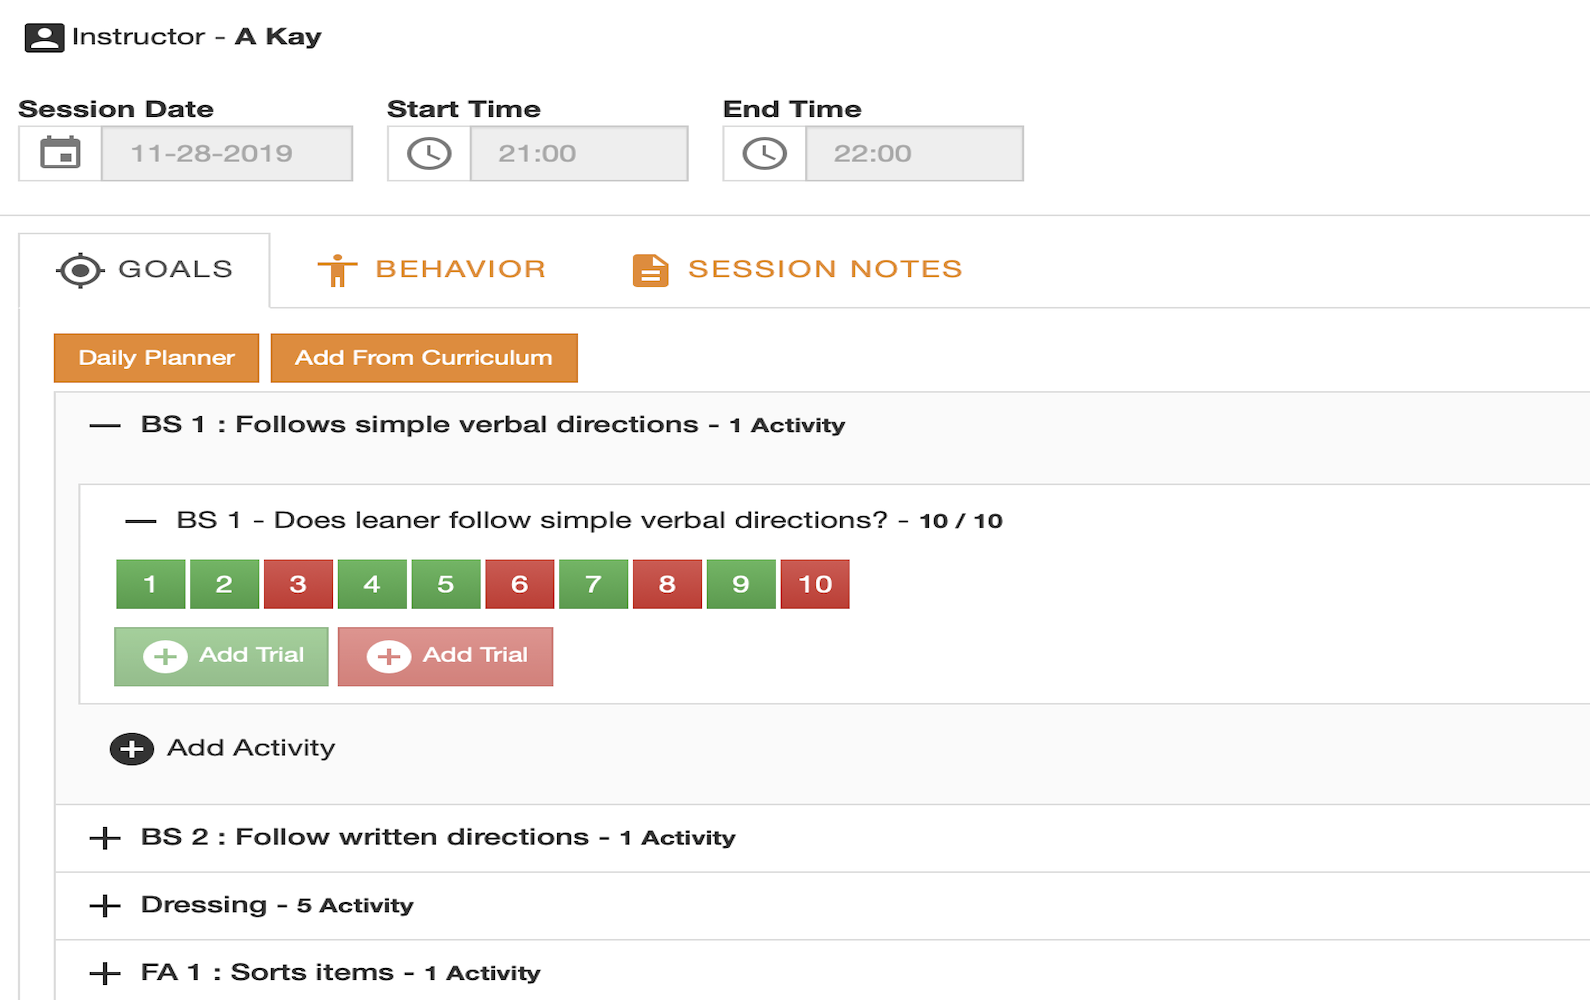 Instructor - A Kay
Session Date Start Time End Time
11-28-2019 21:00 22:00
GOALS BEHAVIOR SESSION NOTES
Daily Planner Add From Curriculum
BS 1 : Follows simple verbal directions - 1 Activity
BS 1 - Does leaner follow simple verbal directions? - 10 / 10
1 2 3 4 5 6 7 8 9 10
Add Trial Add Trial
Add Activity
BS 2 : Follow written directions - 1 Activity
Dressing - 5 Activity
FA 1 : Sorts items - 1 Activity